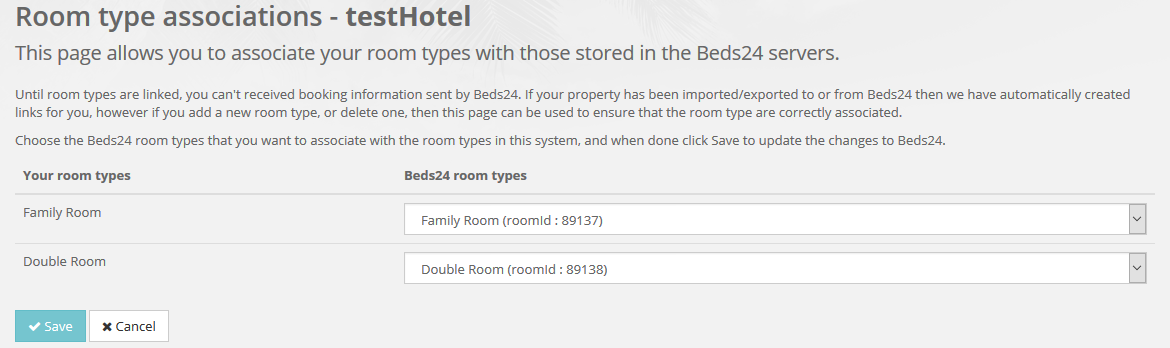 Room type associations - testHotel
This page allows you to associate your room types with those stored in the Beds24 servers.
Until room types are linked, you can't received booking information sent by Beds24. If your property has been imported/exported to or from Beds24 then we have automatically created
links for you, however if you add a new room type, or delete one, then this page can be used to ensure that the room type are correctly associated.
Choose the Beds24 room types that you want to associate with the room types in this system, and when done click Save to update the changes to Beds24.
Your room types Beds24 room types
Family Room Family Room (roomId : 89137)
Double Room Double Room (roomId : 89138)
Save Cancel